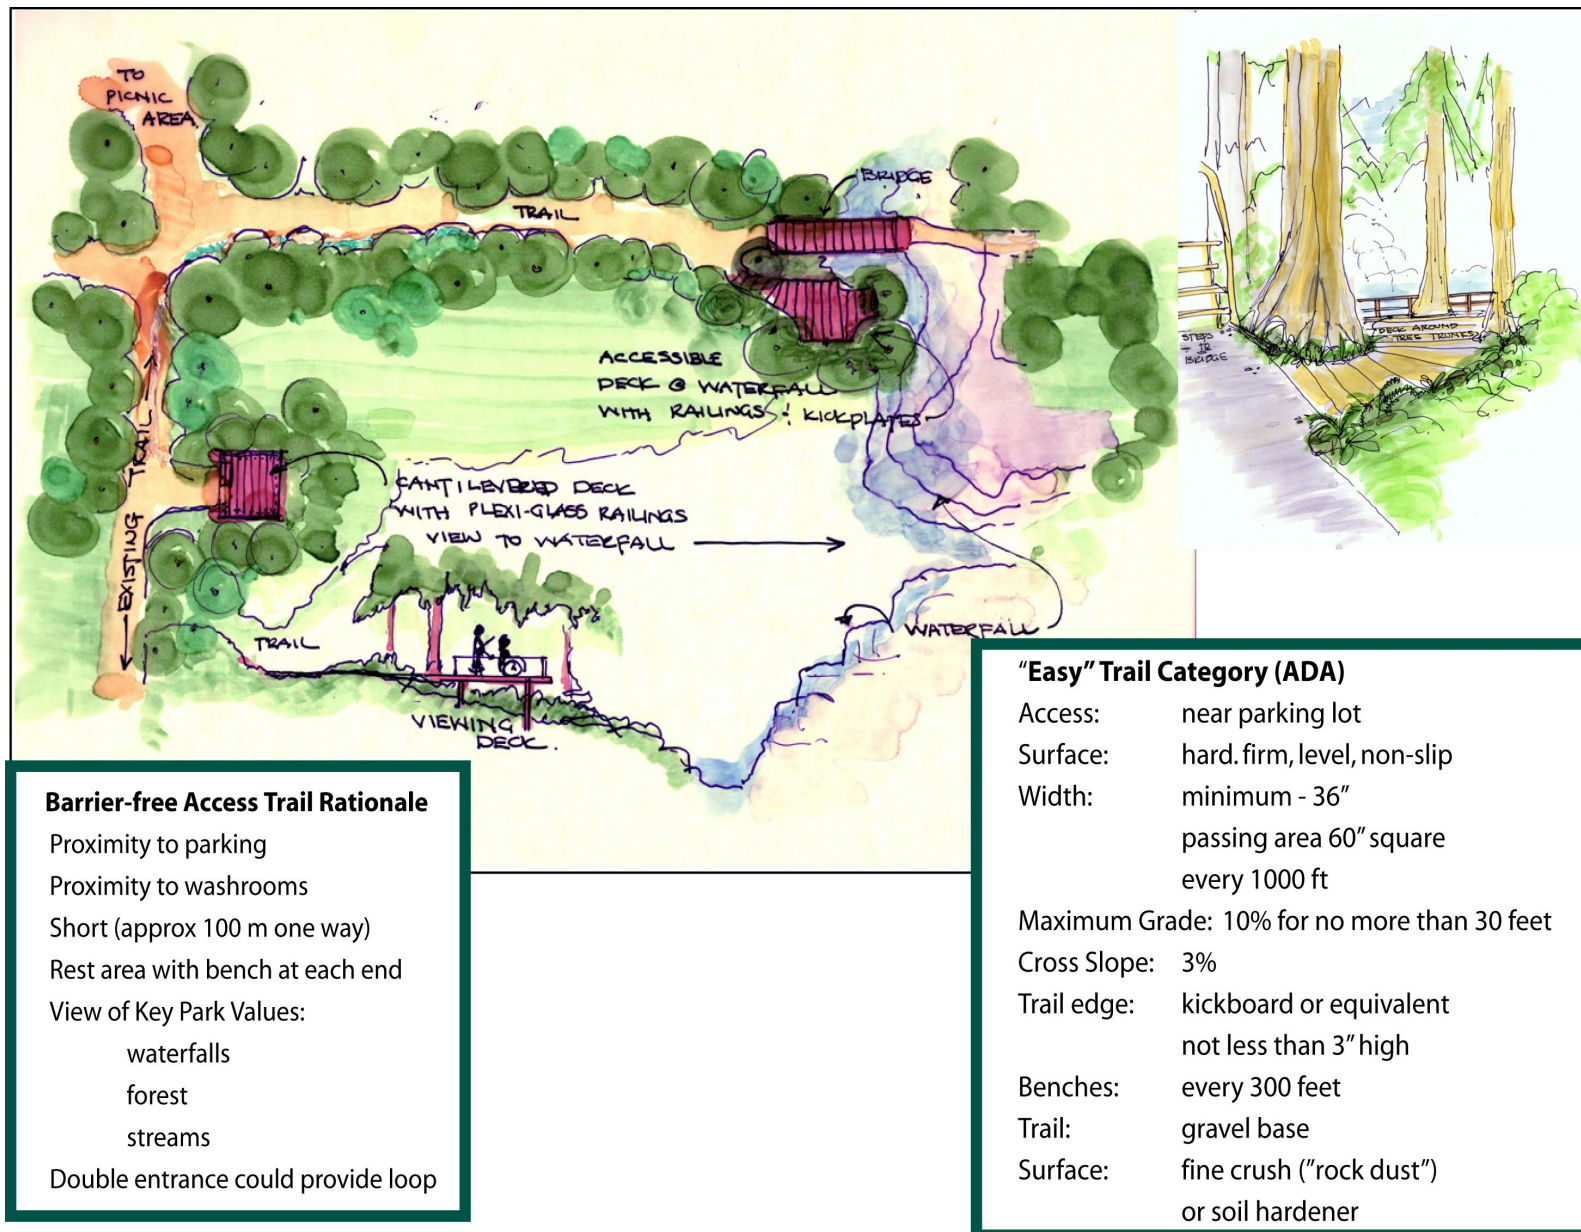 TO
PICNIC
AREA
TRAIL
BRIDGE
ACCESSIBLE
DECK @ WATERFALL
WITH RAILINGS & KICKPLATES
CANTILEVERED DECK
WITH PLEXI-GLASS RAILINGS
VIEW TO WATERFALL
EXISTING TRAIL
TRAIL
VIEWING
DECK.
WATERFALL
STEPS
TO
BRIDGE
DECK AROUND
TREE TRUNKS
Barrier-free Access Trail Rationale
Proximity to parking
Proximity to washrooms
Short (approx 100 m one way)
Rest area with bench at each end
View of Key Park Values:
waterfalls
forest
streams
Double entrance could provide loop
"Easy" Trail Category (ADA)
Access: near parking lot
Surface: hard. firm, level, non-slip
Width: minimum - 36"
passing area 60" square
every 1000 ft
Maximum Grade: 10% for no more than 30 feet
Cross Slope: 3%
Trail edge: kickboard or equivalent
not less than 3" high
Benches: every 300 feet
Trail: gravel base
Surface: fine crush ("rock dust")
or soil hardener